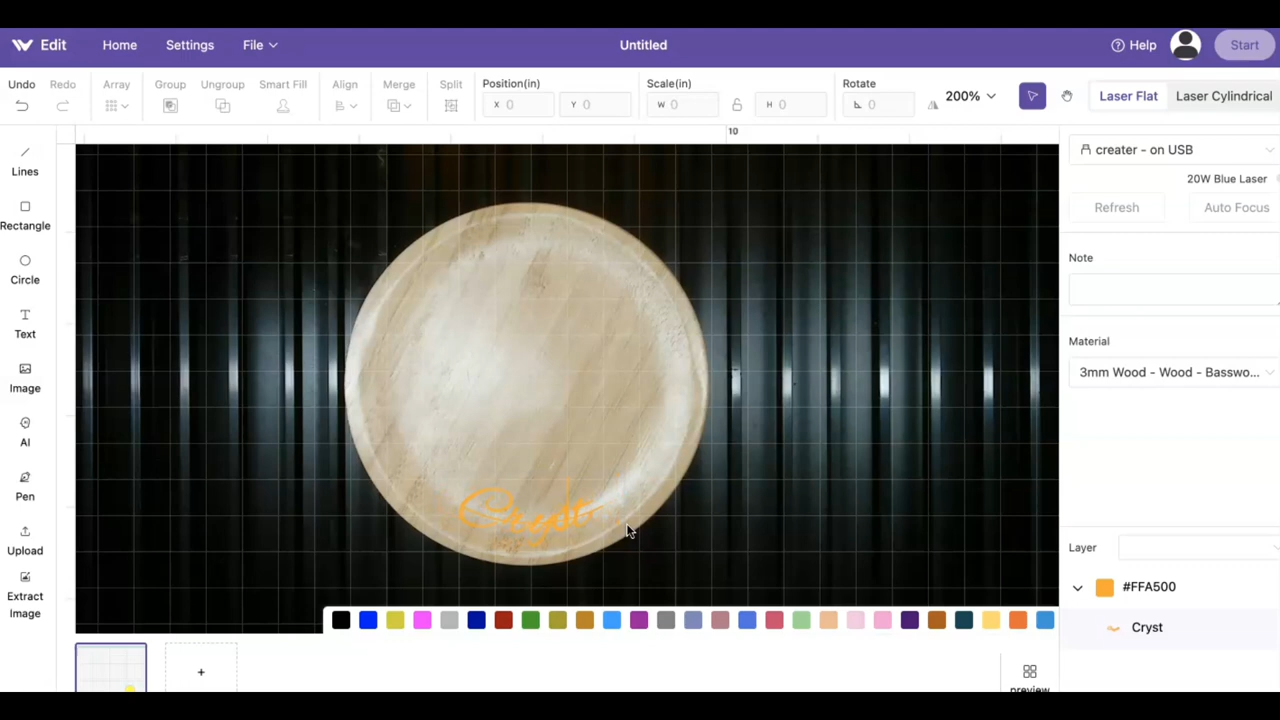 Edit Home Settings File Untitled Help Start
Undo Redo Array Group Ungroup Smart Fill Align Merge Split Position(in) Scale(in) Rotate
X 0 Y 0 W 0 H 0 0 200% Laser Flat Laser Cylindrical
10
Lines
Rectangle
Circle
Text
Image
AI
Pen
Upload
Extract
Image
creater - on USB
20W Blue Laser
Refresh Auto Focus
Note
Material
3mm Wood - Wood - Basswo...
Cryst
Layer
#FFA500
Cryst
+
preview